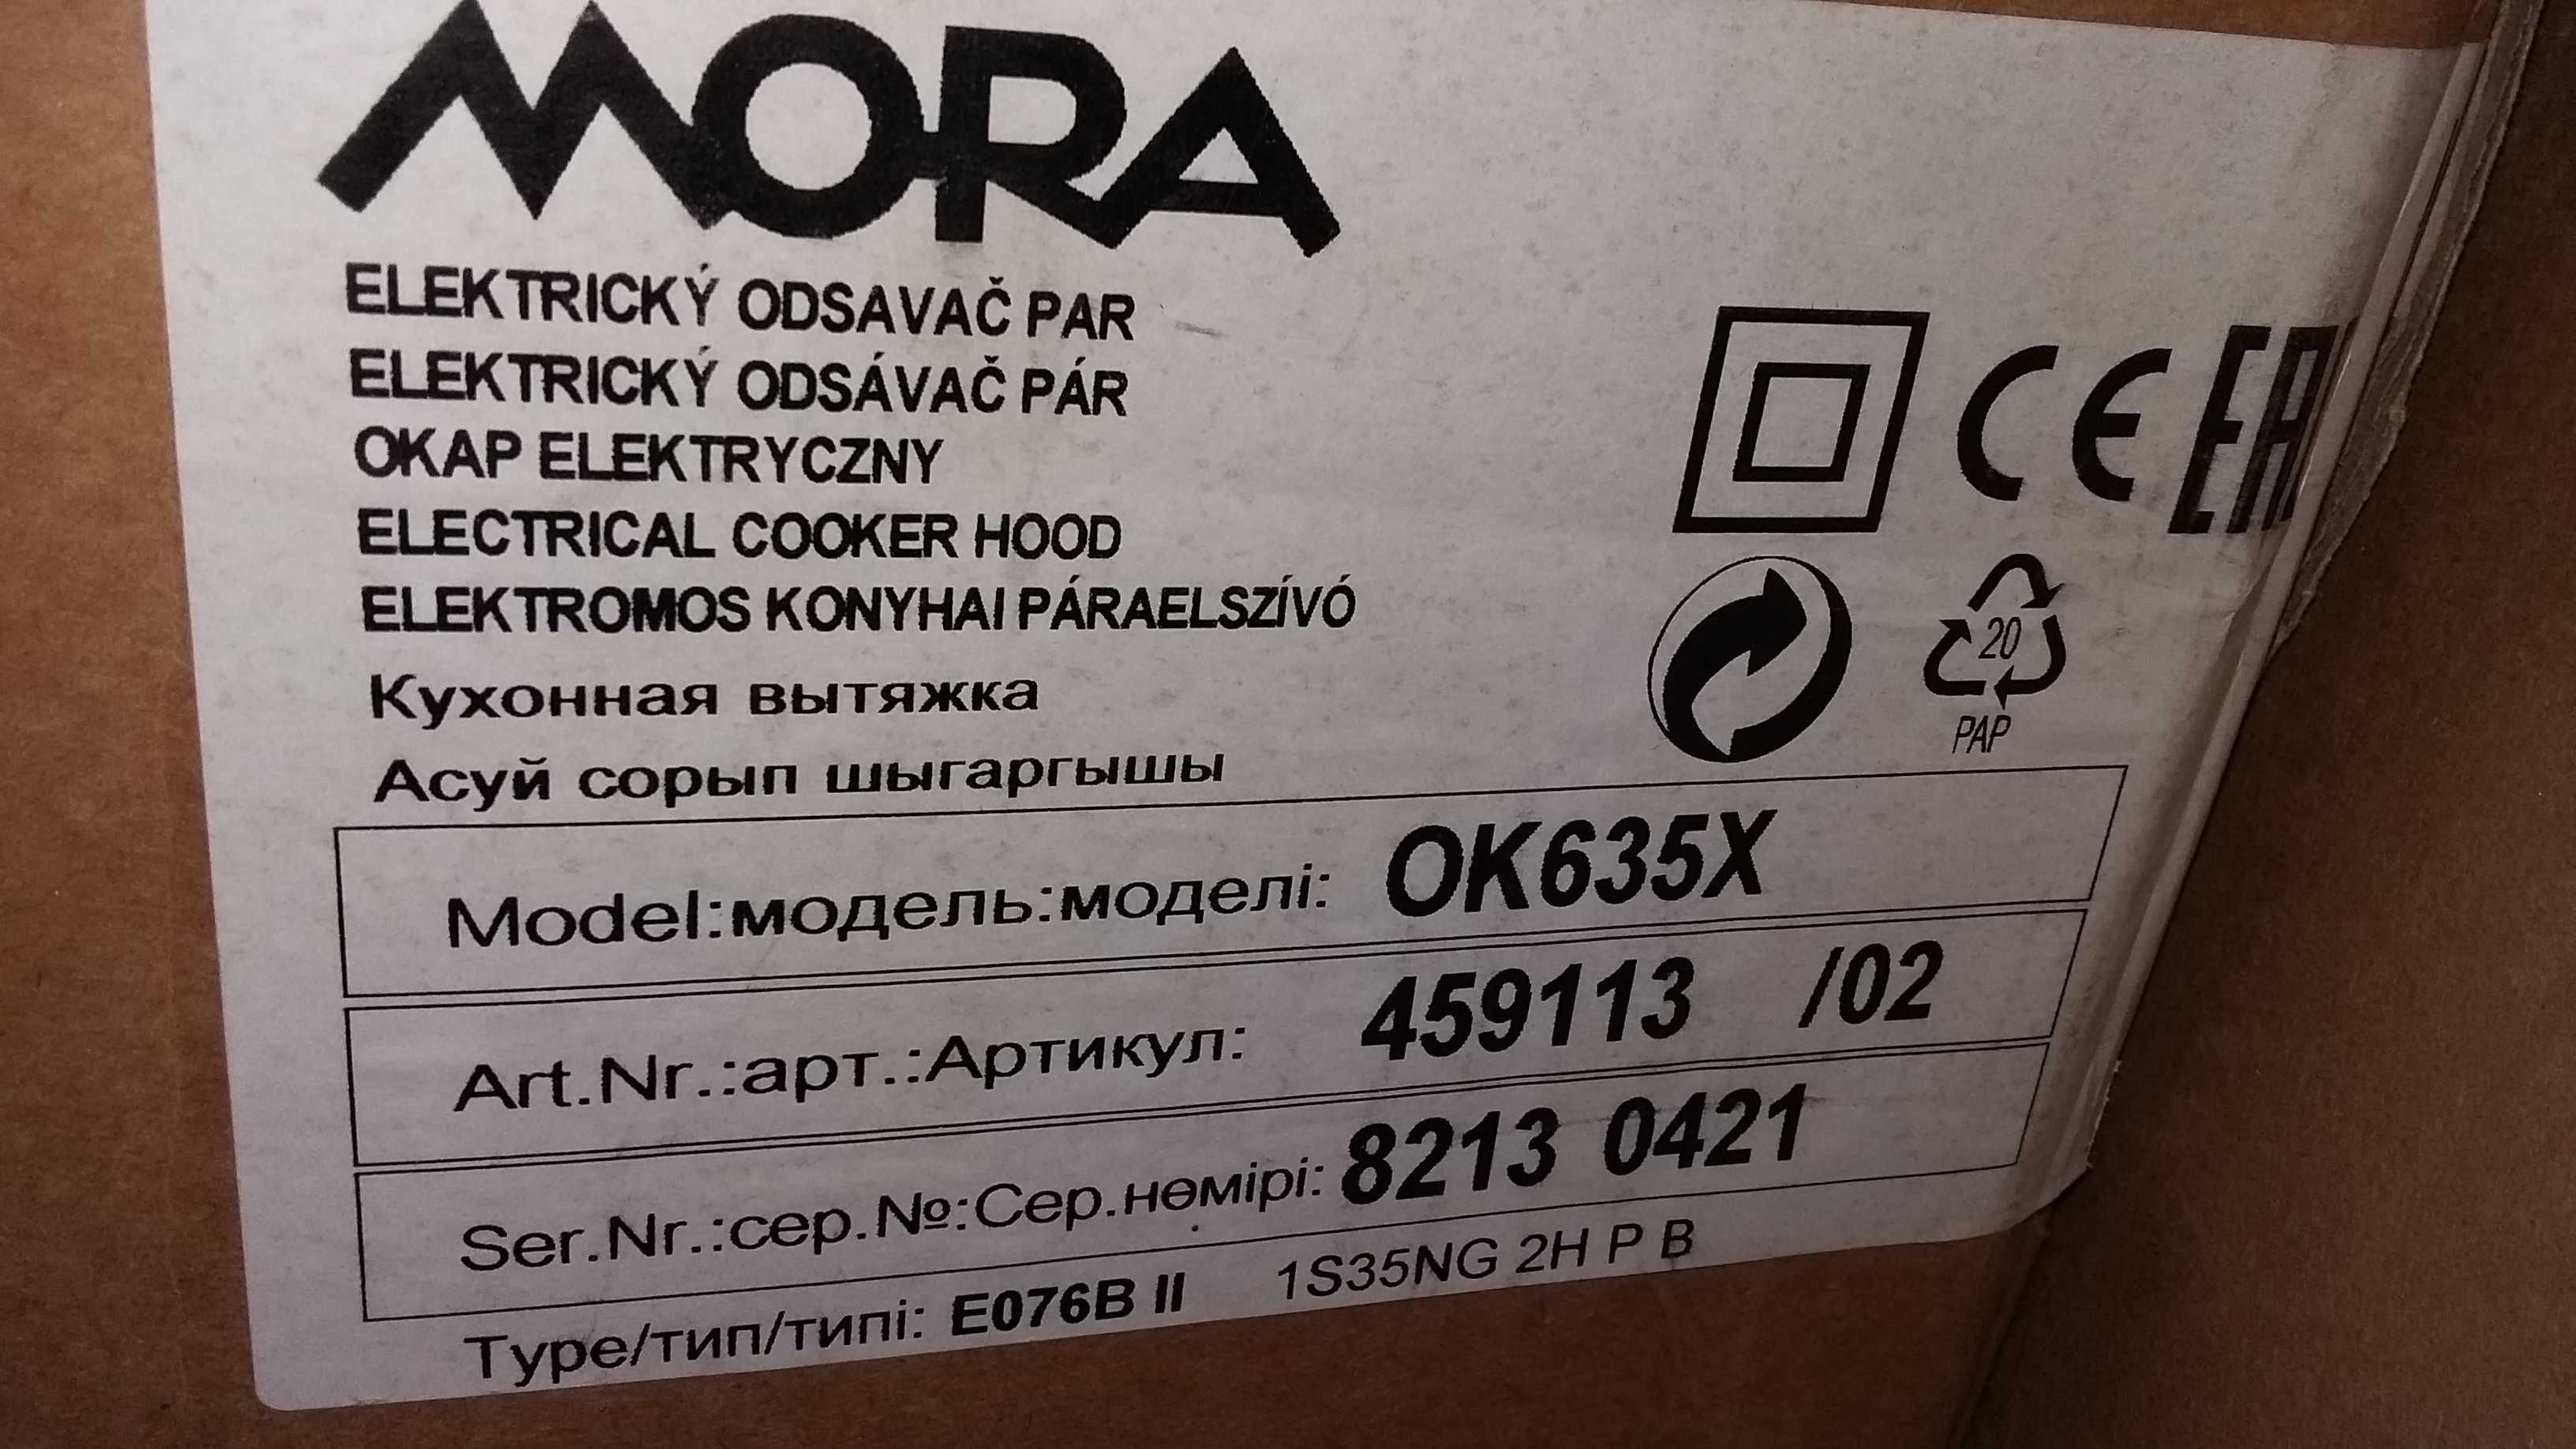 MORA
ELEKTRICKÝ ODSAVAČ PAR
ELEKTRICKÝ ODSÁVAČ PÁR
OKAP ELEKTRYCZNY
ELECTRICAL COOKER HOOD
ELEKTROMOS KONYHAI PÁRAELSZÍVÓ
Кухонная вытяжка
Асуй сорып шыгаргышы
CE EAC
20
PAP
Model:модель:моделі: OK635X
Art.Nr.:арт.:Артикул: 459113 /02
Ser.Nr.:сер.№:Сер.нөмірі: 8213 0421
Type/тип/типі: E076B II 1S35NG 2H P B